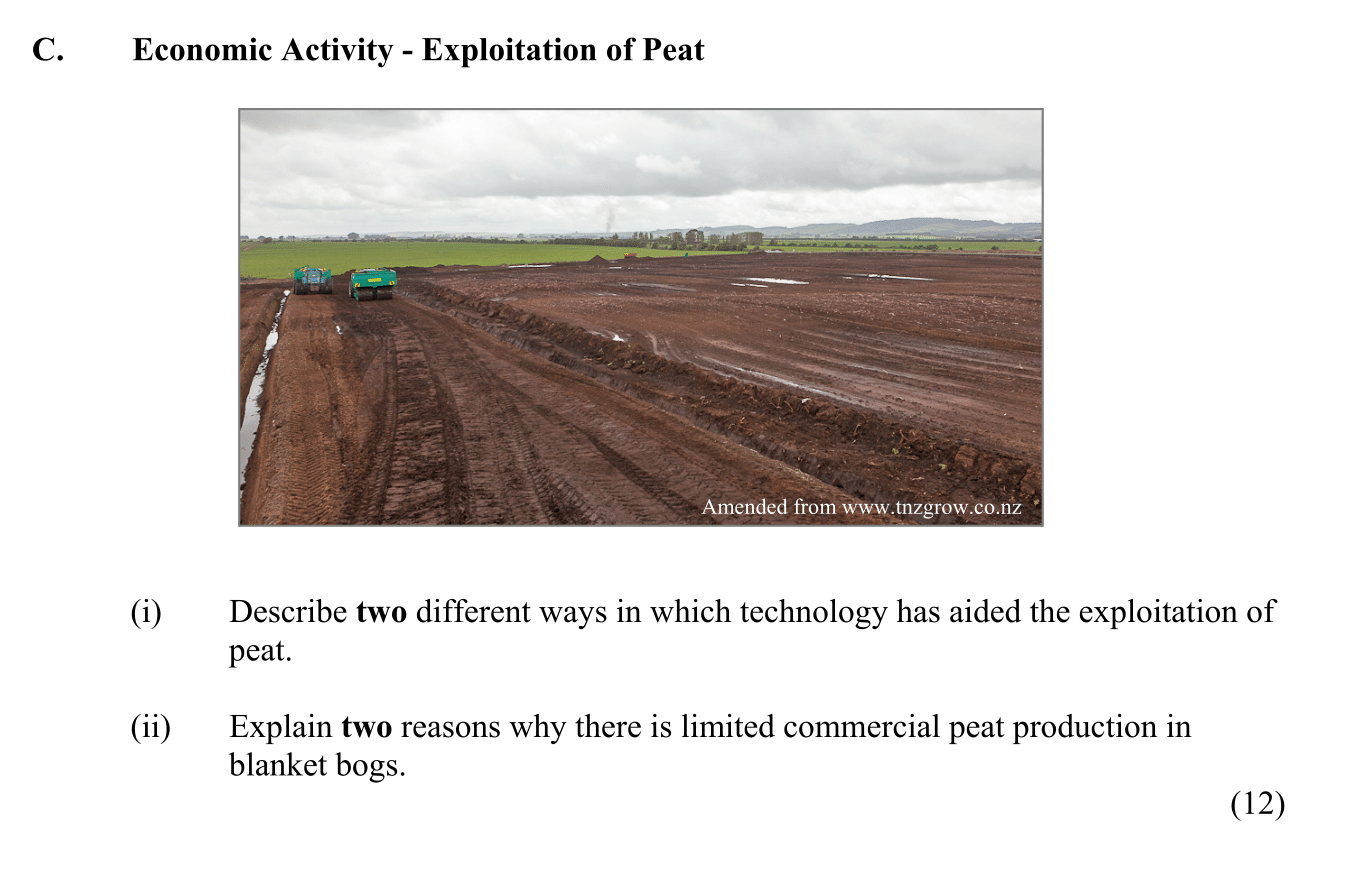 C. Economic Activity - Exploitation of Peat
Amended from www.tnzgrow.co.nz
(i) Describe two different ways in which technology has aided the exploitation of
peat.
(ii) Explain two reasons why there is limited commercial peat production in
blanket bogs.
(12)